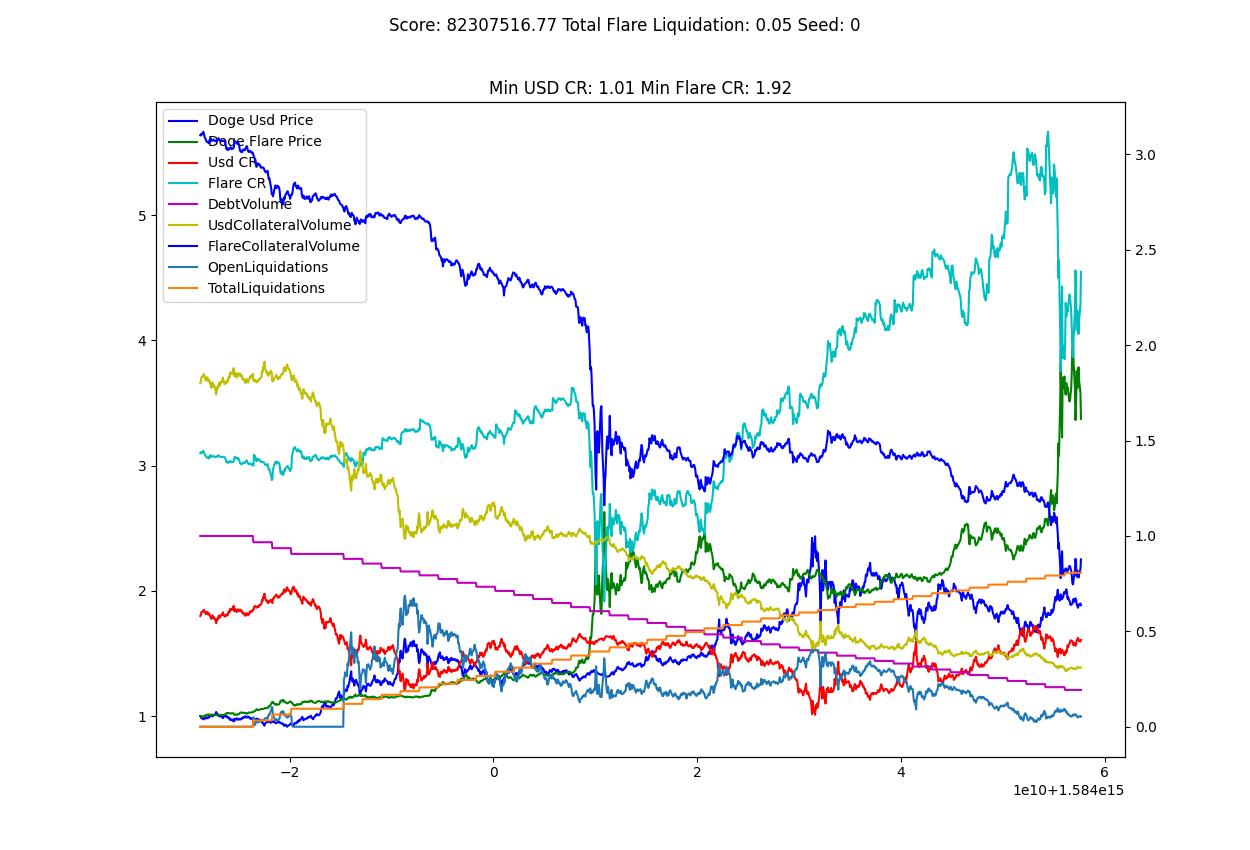 Score: 82307516.77 Total Flare Liquidation: 0.05 Seed: 0
Min USD CR: 1.01 Min Flare CR: 1.92
Doge Usd Price
Doge Flare Price
Usd CR
Flare CR
DebtVolume
UsdCollateralVolume
FlareCollateralVolume
OpenLiquidations
TotalLiquidations
5
4
3
2
1
3.0
2.5
2.0
1.5
1.0
0.5
0.0
−2 0 2 4 6
1e10+1.584e15